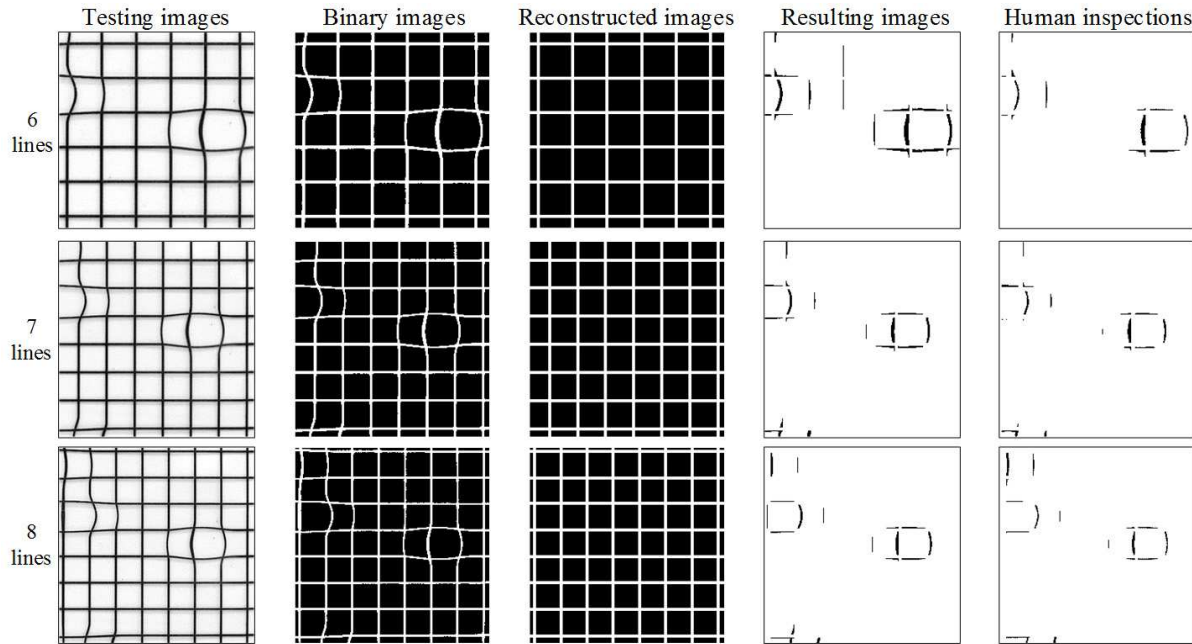 Testing images Binary images Reconstructed images Resulting images Human inspections
6
lines
7
lines
8
lines